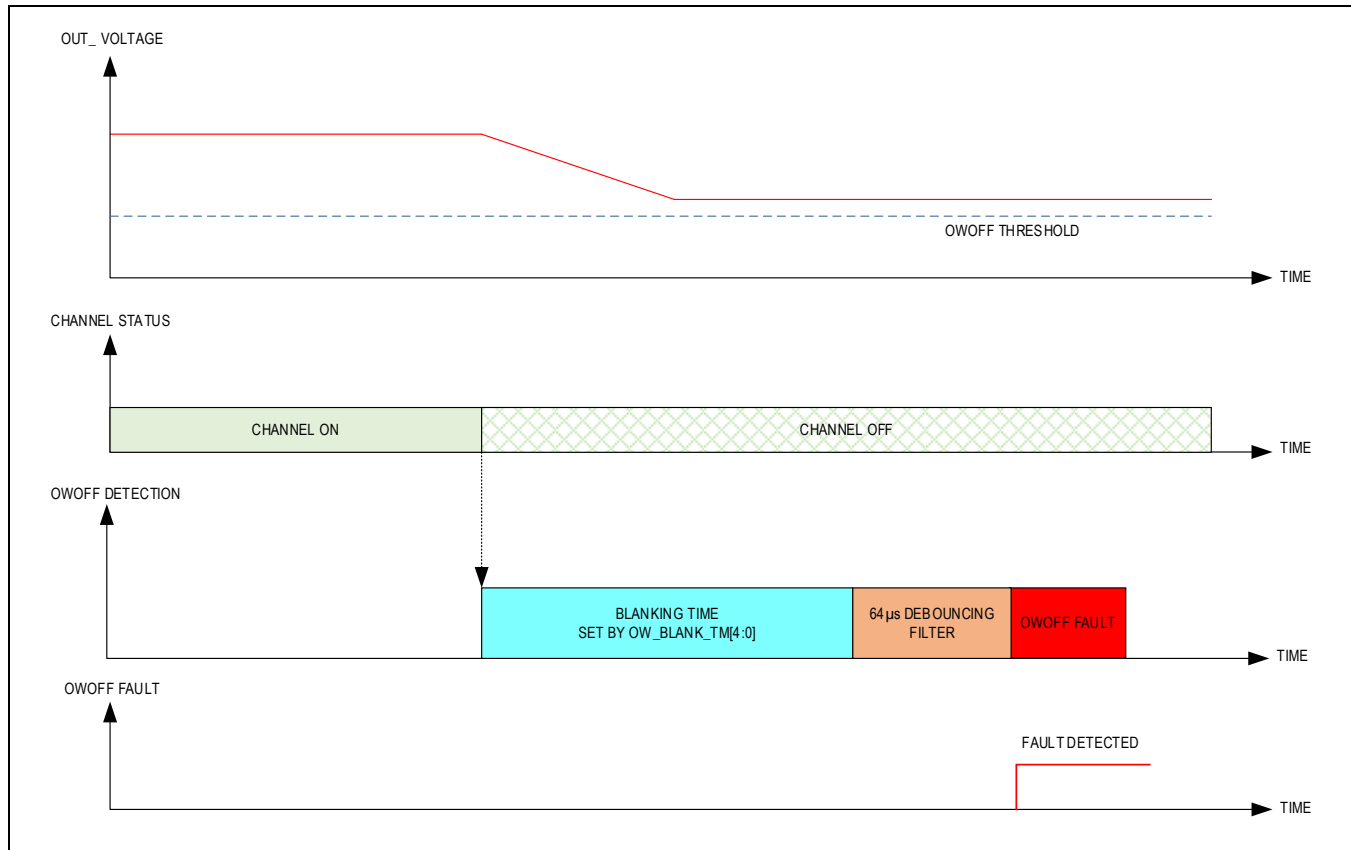 OUT_ VOLTAGE
OWOFF THRESHOLD
TIME
CHANNEL STATUS
CHANNEL ON
CHANNEL OFF
TIME
OWOFF DETECTION
BLANKING TIME
SET BY OW_BLANK_TM[4:0]
64µs DEBOUNCING
FILTER
OWOFF FAULT
TIME
OWOFF FAULT
FAULT DETECTED
TIME